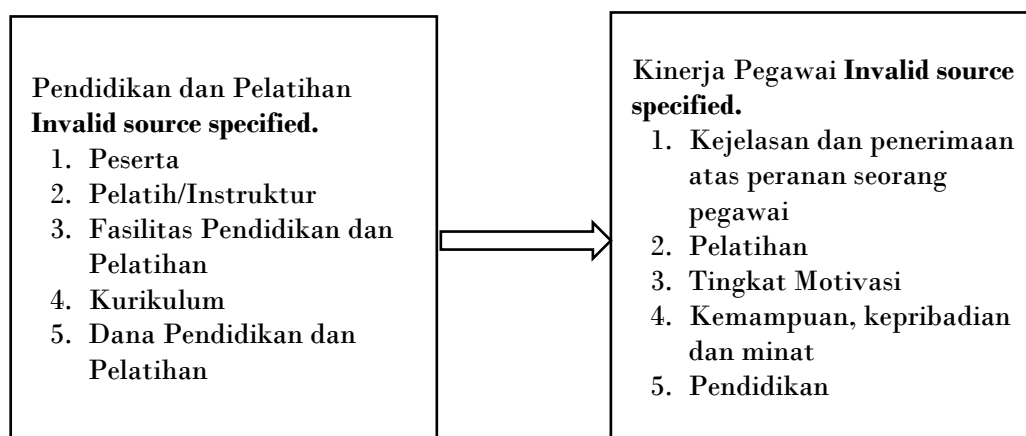 Pendidikan dan Pelatihan
Invalid source specified.
1. Peserta
2. Pelatih/Instruktur
3. Fasilitas Pendidikan dan
Pelatihan
4. Kurikulum
5. Dana Pendidikan dan
Pelatihan
Kinerja Pegawai Invalid source
specified.
1. Kejelasan dan penerimaan
atas peranan seorang
pegawai
2. Pelatihan
3. Tingkat Motivasi
4. Kemampuan, kepribadian
dan minat
5. Pendidikan